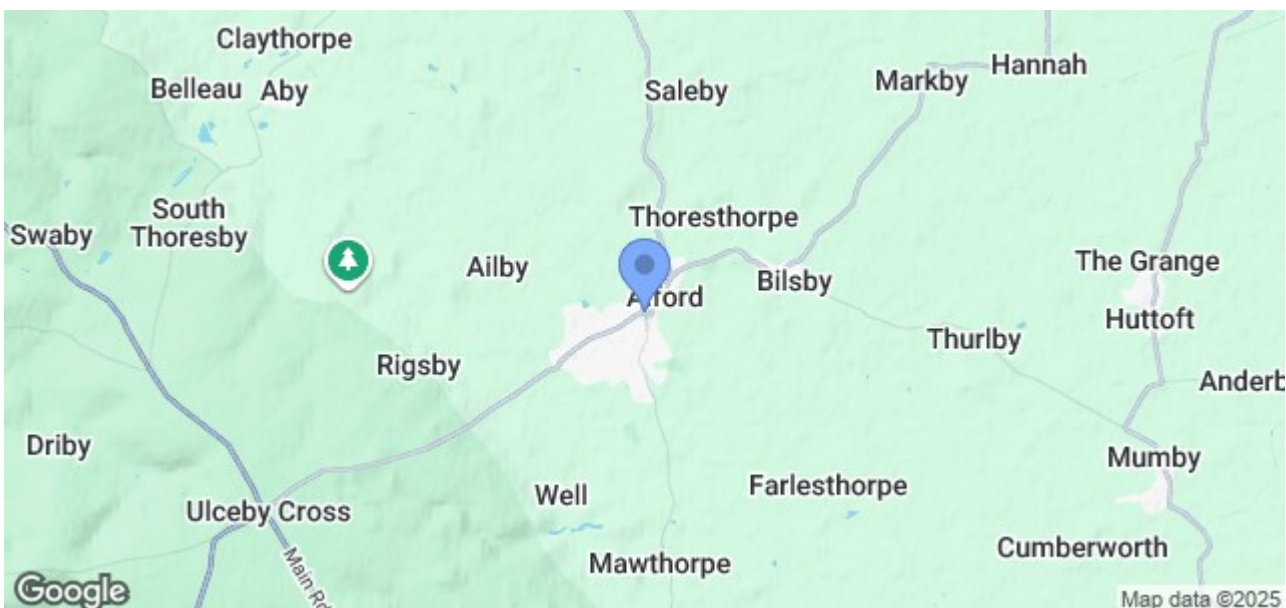 Claythorpe
Belleau
Aby
Saleby
Markby
Hannah
South
Thoresby
Swaby
Thoresthorpe
Ailby
Alford
Bilsby
The Grange
Huttoft
Thurlby
Rigsby
Anderb
Driby
Mumby
Well
Farlesthorpe
Ulceby Cross
Cumberworth
Mawthorpe
Main Rd
Google
Map data ©2025